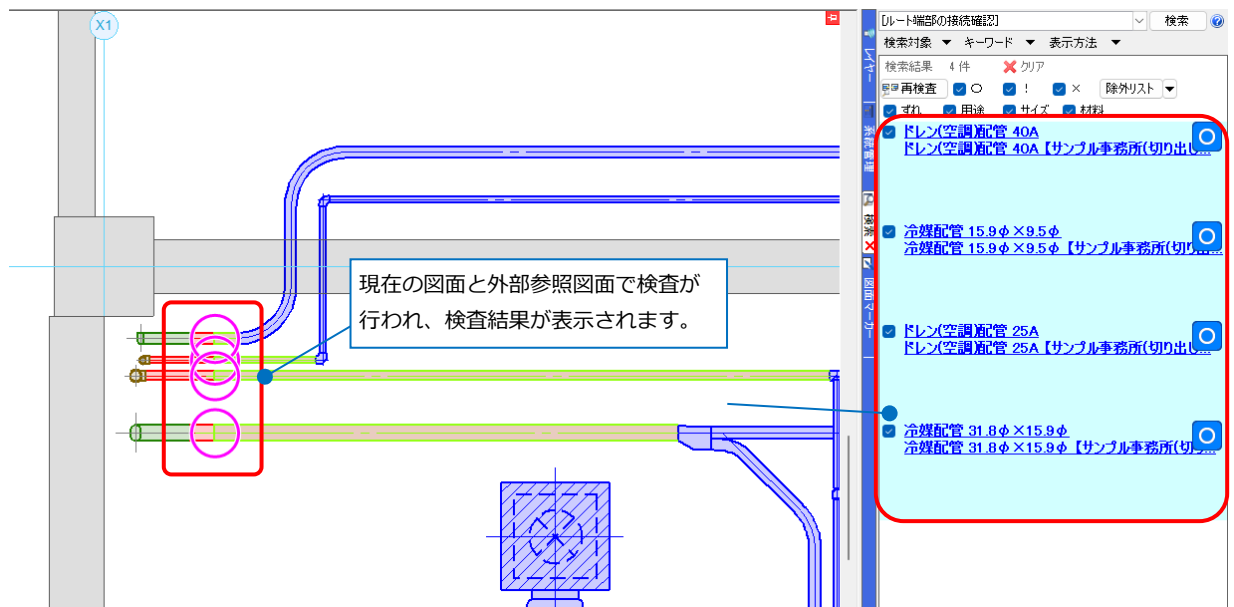 X1
現在の図面と外部参照図面で検査が
行われ、検査結果が表示されます。
レイヤー
系統管理
検索
図面マーカー
[ルート端部の接続確認]
検索
検索対象 ▼ キーワード ▼ 表示方法 ▼
検索結果 4 件 クリア
再検査 ○ ! × 除外リスト ▼
ずれ 用途 サイズ 材料
ドレン(空調)配管 40A
ドレン(空調)配管 40A【サンプル事務所(切り出し...
冷媒配管 15.9φ×9.5φ
冷媒配管 15.9φ×9.5φ【サンプル事務所(切り出...
ドレン(空調)配管 25A
ドレン(空調)配管 25A【サンプル事務所(切り出し...
冷媒配管 31.8φ×15.9φ
冷媒配管 31.8φ×15.9φ【サンプル事務所(切り...